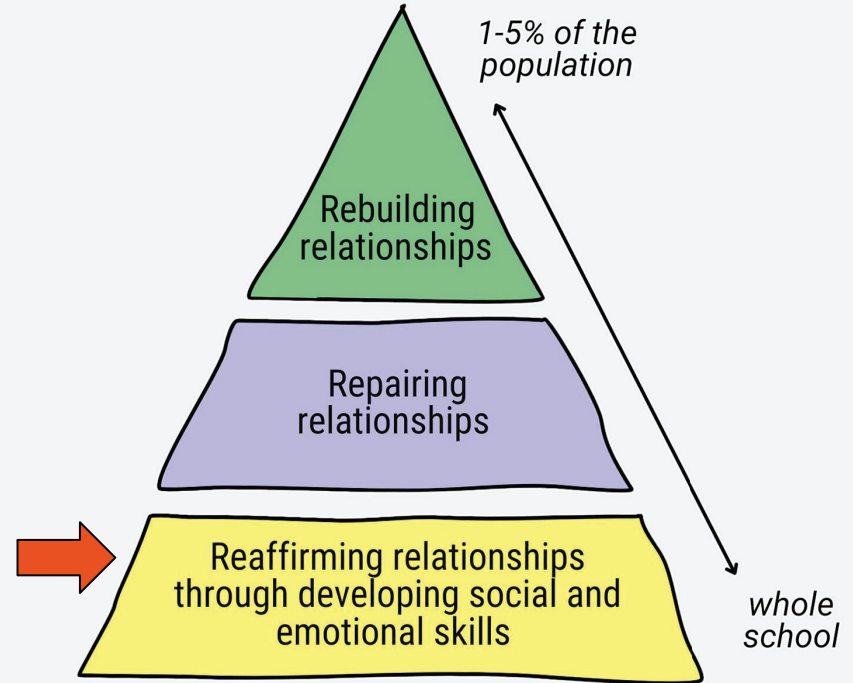 1-5% of the
population
Rebuilding
relationships
Repairing
relationships
Reaffirming relationships
through developing social and
emotional skills
whole
school